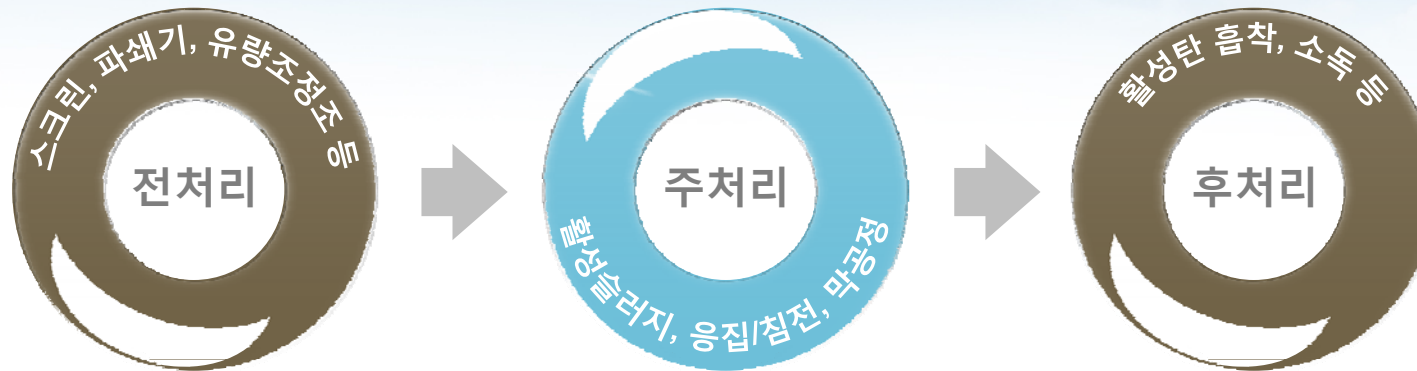 스크린, 파쇄기, 유량조정조 등
전처리
주처리
활성슬러지, 응집/침전, 막공정
활성탄 흡착, 소독 등
후처리